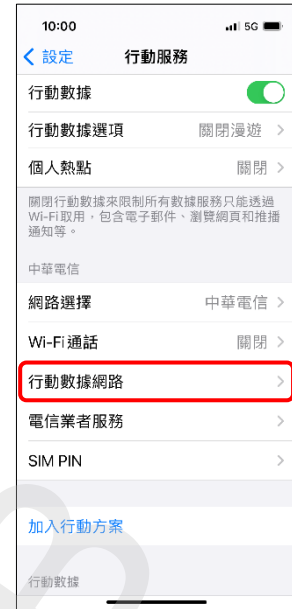 10:00
5G
設定
行動服務
行動數據
行動數據選項 關閉漫遊
個人熱點 關閉
關閉行動數據來限制所有數據服務只能透過
Wi-Fi取用，包含電子郵件、瀏覽網頁和推播
通知等。
中華電信
網路選擇 中華電信
Wi-Fi通話 關閉
行動數據網路
電信業者服務
SIM PIN
加入行動方案
行動數據